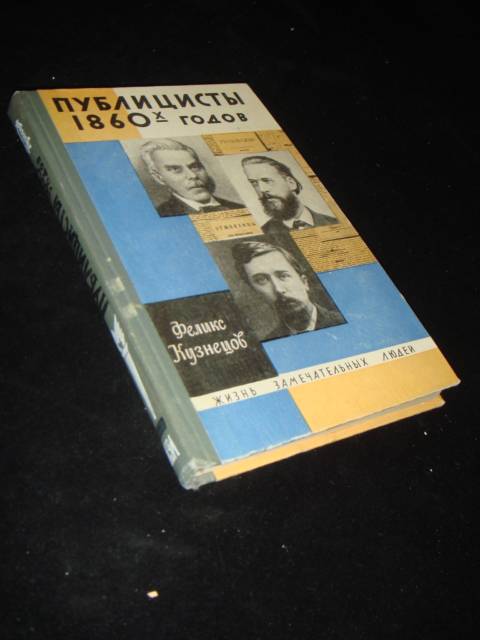 ПУБЛИЦИСТЫ
1860х ГОДОВ
Феликс
Кузнецов
ЖИЗНЬ ЗАМЕЧАТЕЛЬНЫХ ЛЮДЕЙ